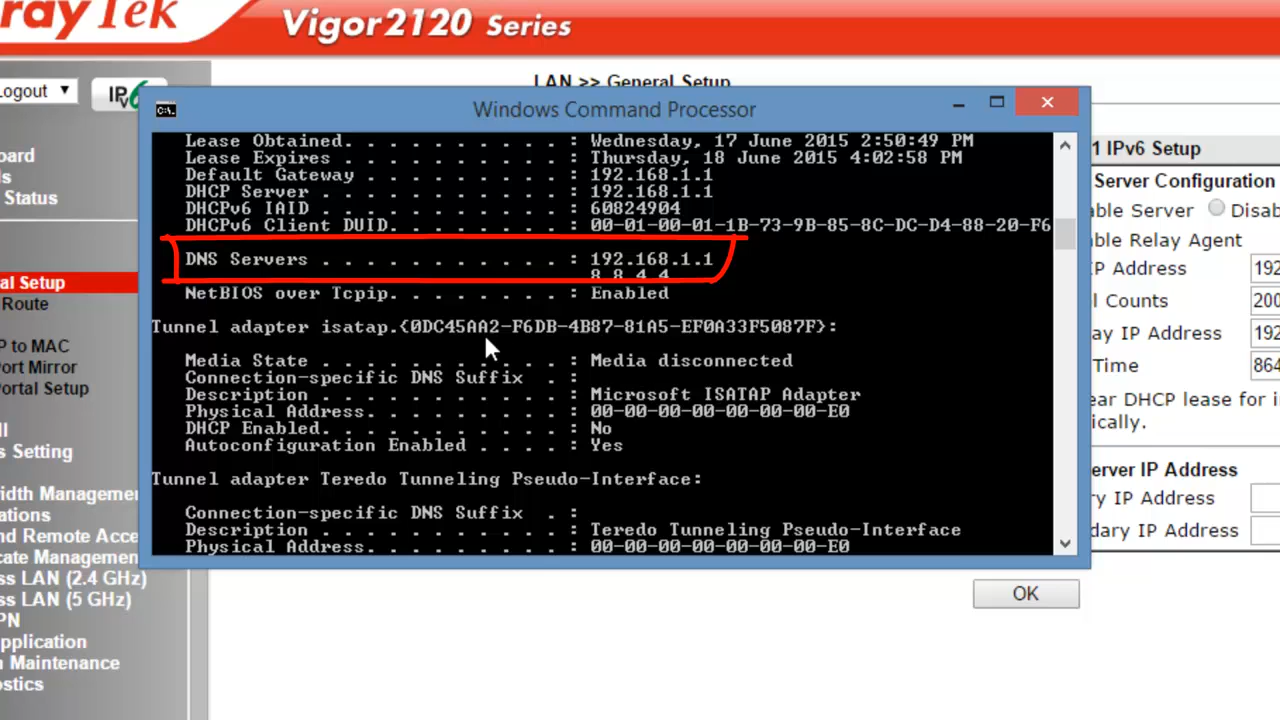 rayTek
Vigor2120 Series
Logout
IPv6
LAN >> General Setup
Windows Command Processor
Lease Obtained. . . . . . . . . . : Wednesday, 17 June 2015 2:50:49 PM
Lease Expires . . . . . . . . . . : Thursday, 18 June 2015 4:02:58 PM
Default Gateway . . . . . . . . . : 192.168.1.1
DHCP Server . . . . . . . . . . . : 192.168.1.1
DHCPv6 IAID . . . . . . . . . . . : 60824904
DHCPv6 Client DUID. . . . . . . . : 00-01-00-01-1B-73-9B-85-8C-DC-D4-88-20-F6
DNS Servers . . . . . . . . . . . : 192.168.1.1
8.8.4.4
NetBIOS over Tcpip. . . . . . . . : Enabled
Tunnel adapter isatap.{0DC45AA2-F6DB-4B87-81A5-EF0A33F5087F}:
Media State . . . . . . . . . . . : Media disconnected
Connection-specific DNS Suffix . :
Description . . . . . . . . . . . : Microsoft ISATAP Adapter
Physical Address. . . . . . . . . : 00-00-00-00-00-00-00-E0
DHCP Enabled. . . . . . . . . . . : No
Autoconfiguration Enabled . . . . : Yes
Tunnel adapter Teredo Tunneling Pseudo-Interface:
Connection-specific DNS Suffix . :
Description . . . . . . . . . . . : Teredo Tunneling Pseudo-Interface
Physical Address. . . . . . . . . : 00-00-00-00-00-00-00-E0
oard
s
Status
al Setup
Route
P to MAC
Port Mirror
Portal Setup
ll
s Setting
idth Managemen
ations
nd Remote Acce
cate Management
ss LAN (2.4 GHz)
ss LAN (5 GHz)
PN
pplication
n Maintenance
ostics
1 IPv6 Setup
Server Configuration
ble Server Disab
ble Relay Agent
P Address 192
l Counts 200
ay IP Address 192
Time 864
ear DHCP lease for i
ically.
erver IP Address
ry IP Address
dary IP Address
OK